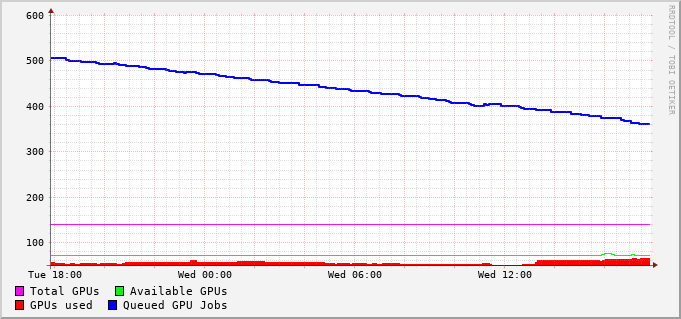 600
500
400
300
200
100
Tue 18:00 Wed 00:00 Wed 06:00 Wed 12:00
Total GPUs Available GPUs
GPUs used Queued GPU Jobs
RRDTOOL / TOBI OETIKER